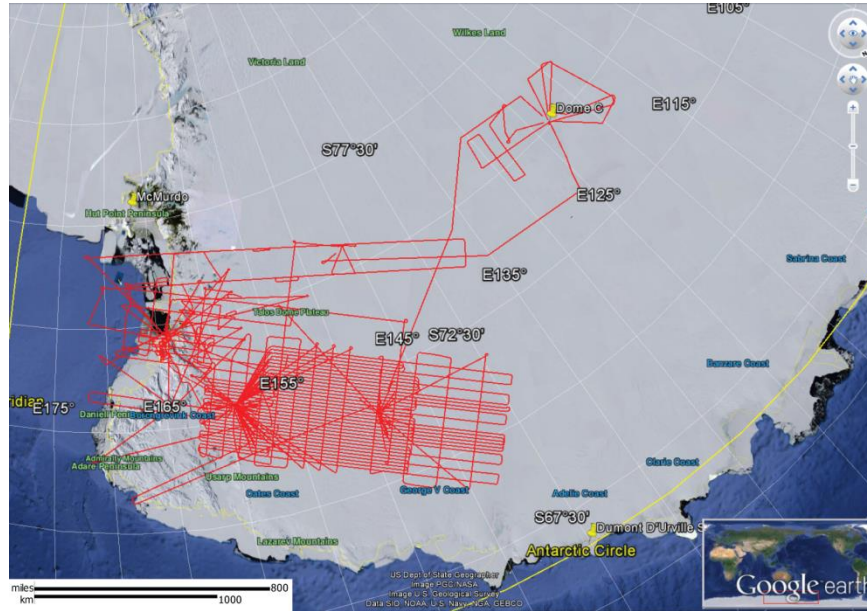 E105°
Wilkes Land
Victoria Land
Dome C
E115°
S77°30'
McMurdo
Hut Point Peninsula
E125°
Sabrina Coast
E135°
Talos Dome Plateau
E145°
S72°30'
Banzare Coast
E155°
E175°
E165°
Oates Coast
Usarp Mountains
Admiralty Mountains
Adare Peninsula
George V Coast
Adelie Coast
Clarie Coast
S67°30'
Dumont D'Urville S
Antarctic Circle
Lazarev Mountains
US Dept of State Geographer
Image PGC/NASA
Image U.S. Geological Survey
Data SIO, NOAA, U.S. Navy, NGA, GEBCO
miles 800
km 1000
Google earth